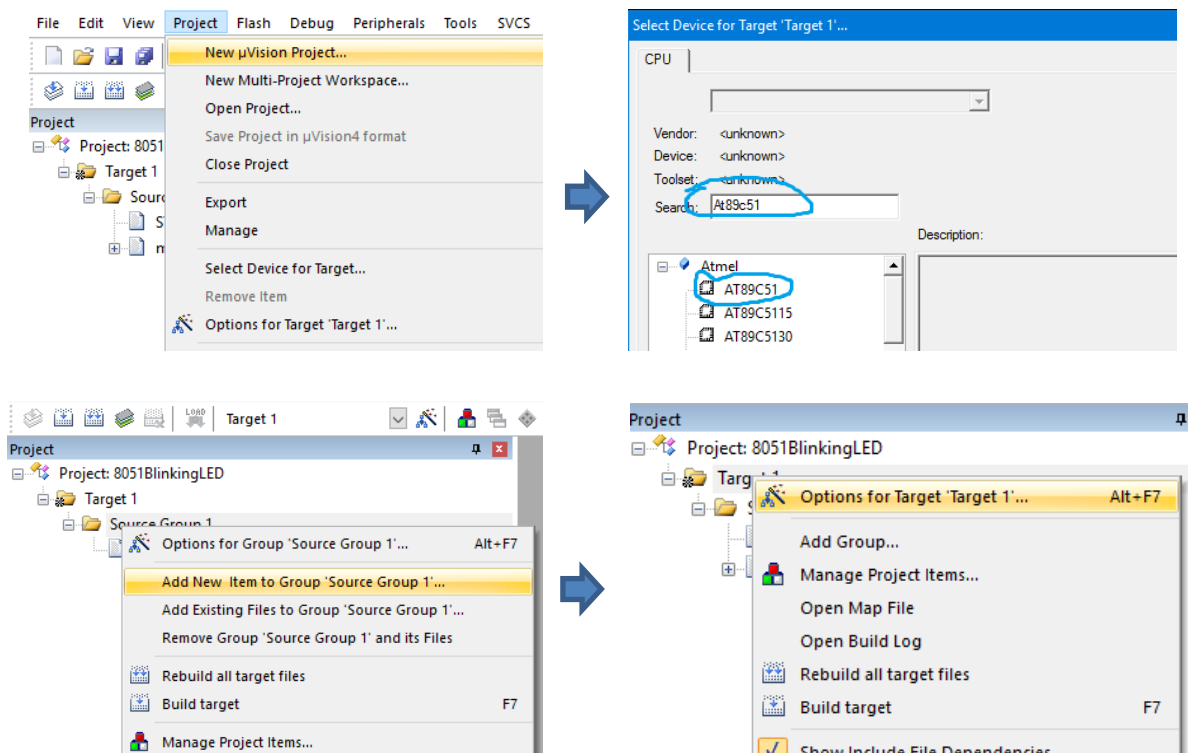 File Edit View Project Flash Debug Peripherals Tools SVCS
New µVision Project...
New Multi-Project Workspace...
Open Project...
Save Project in µVision4 format
Close Project
Export
Manage
Select Device for Target...
Remove Item
Options for Target 'Target 1'...
Project
Project: 8051
Target 1
Sour
S
Select Device for Target 'Target 1'...
CPU
Vendor: <unknown>
Device: <unknown>
Toolset: <unknown>
Search: At89c51
Description:
Atmel
AT89C51
AT89C5115
AT89C5130
LOAD Target 1
Project
Project: 8051BlinkingLED
Target 1
Source Group 1
Options for Group 'Source Group 1'... Alt+F7
Add New Item to Group 'Source Group 1'...
Add Existing Files to Group 'Source Group 1'...
Remove Group 'Source Group 1' and its Files
Rebuild all target files
Build target F7
Manage Project Items...
Project
Project: 8051BlinkingLED
Targ
Options for Target 'Target 1'... Alt+F7
Add Group...
Manage Project Items...
Open Map File
Open Build Log
Rebuild all target files
Build target F7
Show Include File Dependencies